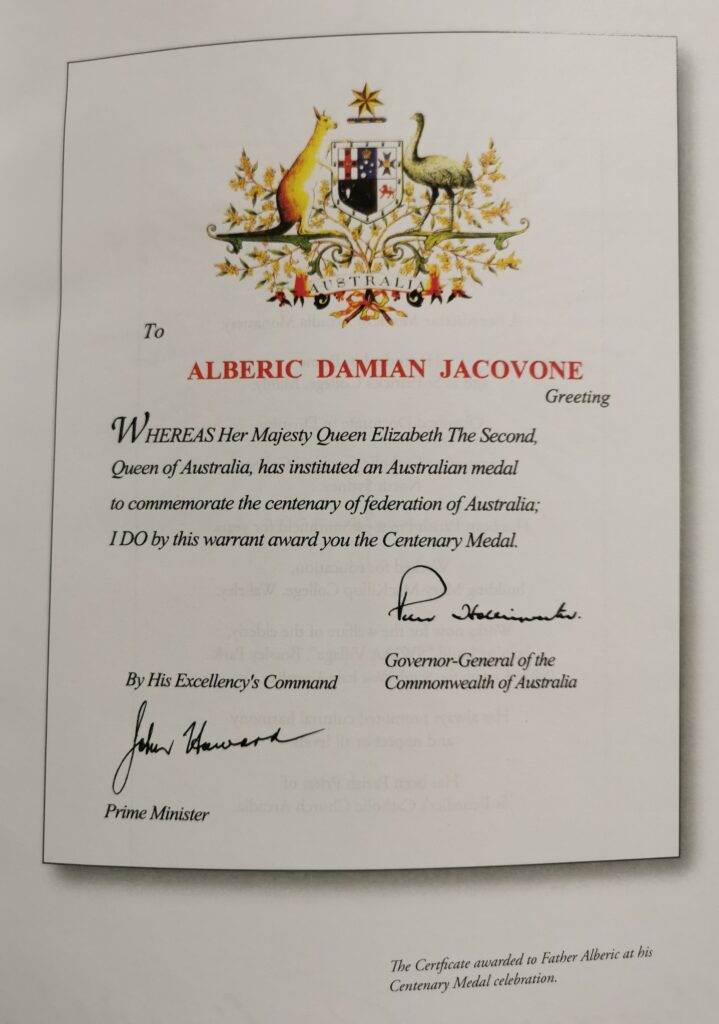 AUSTRALIA
To
ALBERIC DAMIAN JACOVONE
Greeting
WHEREAS Her Majesty Queen Elizabeth The Second,
Queen of Australia, has instituted an Australian medal
to commemorate the centenary of federation of Australia;
I DO by this warrant award you the Centenary Medal.
Peter Hollingworth.
Governor-General of the
Commonwealth of Australia
By His Excellency's Command
John Howard
Prime Minister
The Certficate awarded to Father Alberic at his
Centenary Medal celebration.